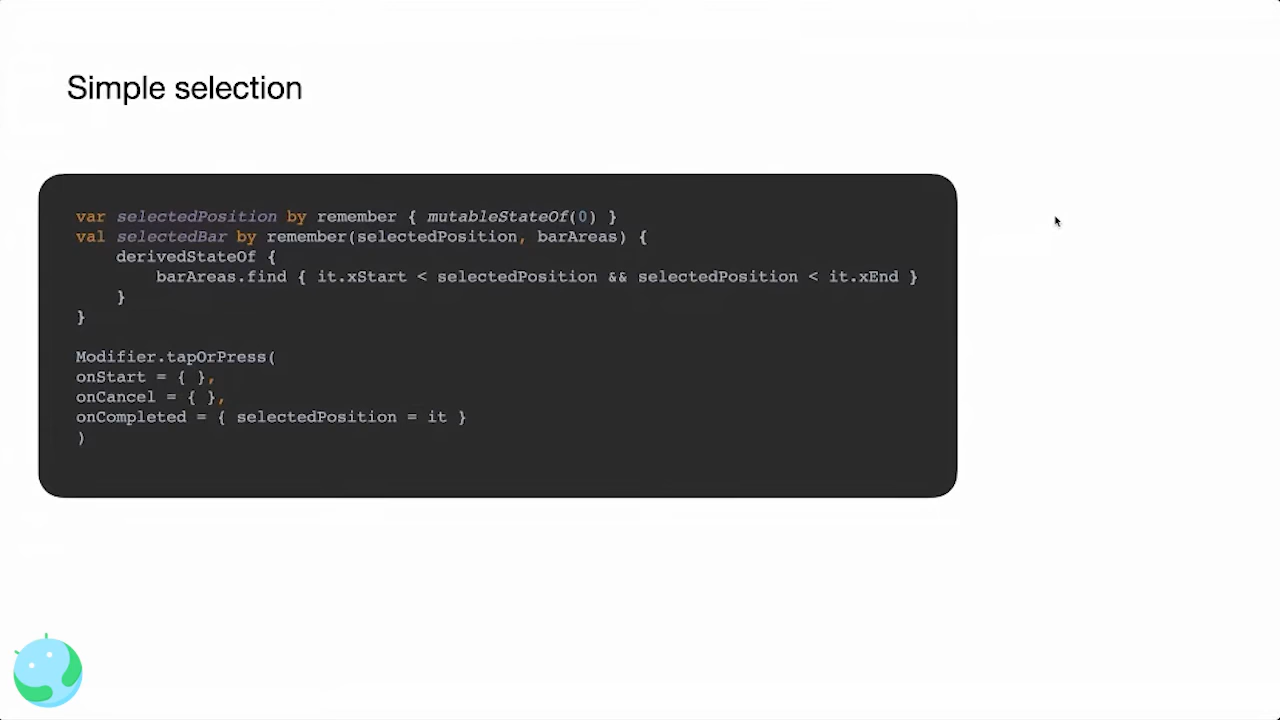 Simple selection
var selectedPosition by remember { mutableStateOf(0) }
val selectedBar by remember(selectedPosition, barAreas) {
    derivedStateOf {
        barAreas.find { it.xStart < selectedPosition && selectedPosition < it.xEnd }
    }
}
Modifier.tapOrPress(
onStart = { },
onCancel = { },
onCompleted = { selectedPosition = it }
)